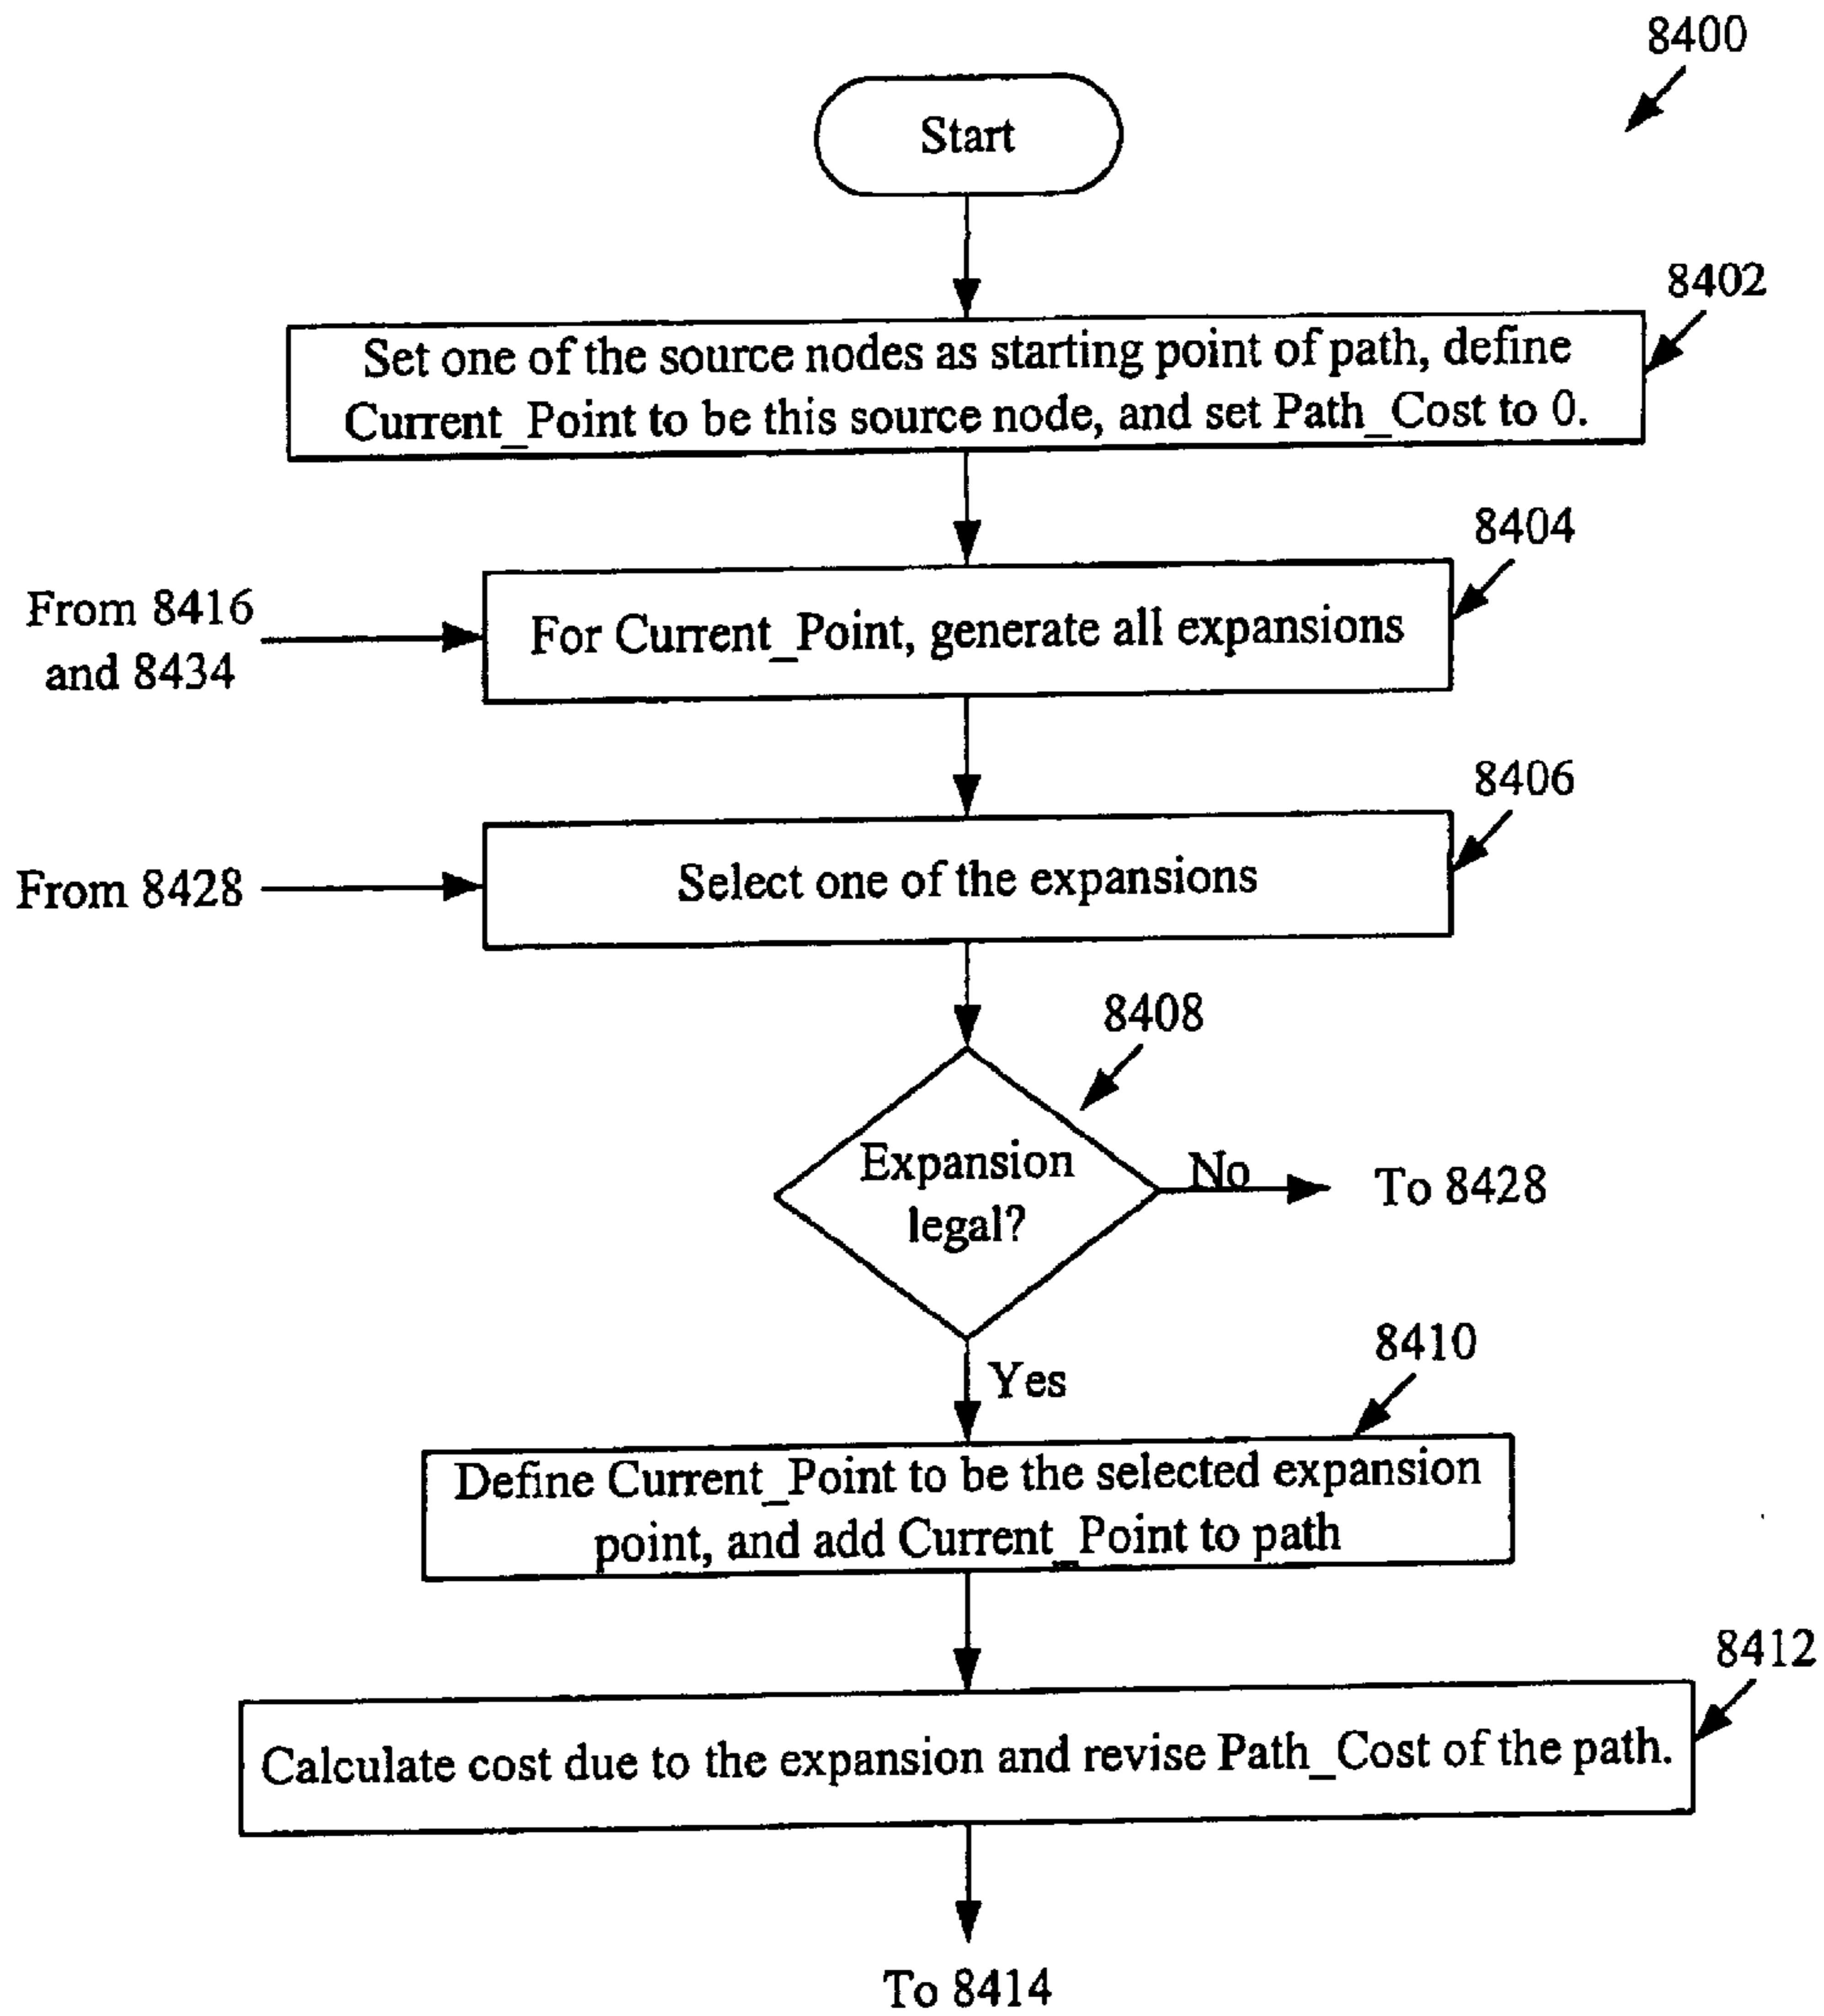 8400
Start
8402
Set one of the source nodes as starting point of path, define
Current_Point to be this source node, and set Path_Cost to 0.
8404
From 8416
and 8434
For Current_Point, generate all expansions
8406
From 8428
Select one of the expansions
8408
Expansion
legal?
No
To 8428
Yes
8410
Define Current_Point to be the selected expansion
point, and add Current_Point to path
8412
Calculate cost due to the expansion and revise Path_Cost of the path.
To 8414